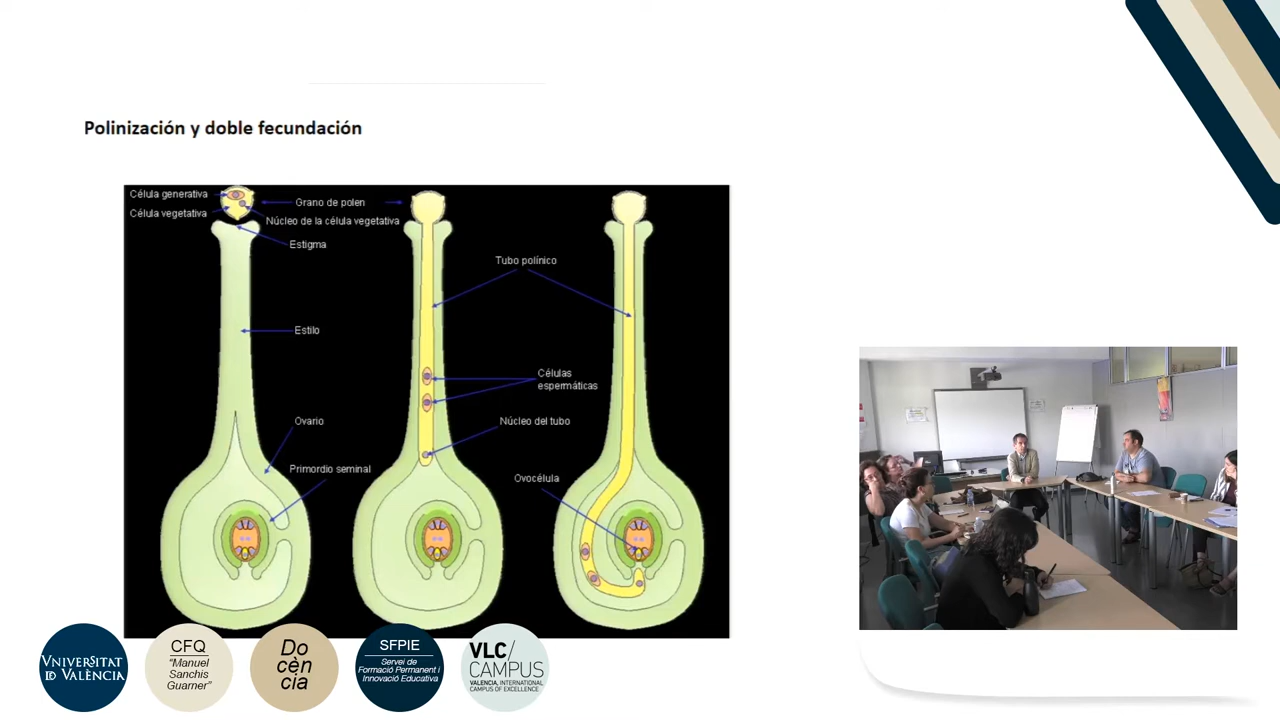 Polinización y doble fecundación
Célula generativa
Célula vegetativa
Grano de polen
Núcleo de la célula vegetativa
Estigma
Tubo polínico
Estilo
Células
espermáticas
Ovario
Núcleo del tubo
Primordio seminal
Ovocélula
VNIVERSITAT
ID VALÈNCIA
CFQ
"Manuel
Sanchis
Guarner"
Do
cèn
cia
SFPIE
Servei de
Formació Permanent i
Innovació Educativa
VLC/
CAMPUS
VALENCIA, INTERNATIONAL
CAMPUS OF EXCELLENCE